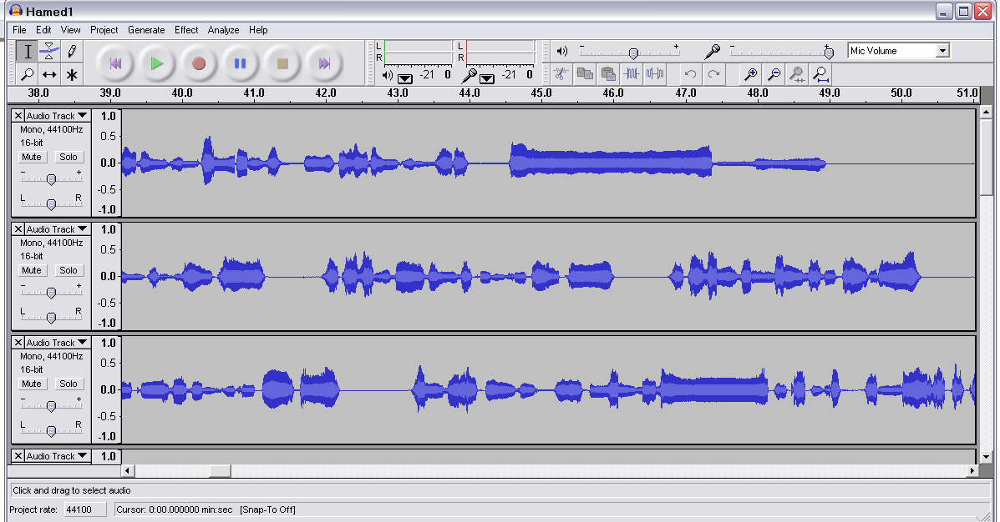 Hamed1
File Edit View Project Generate Effect Analyze Help
L R -21 0 L R -21 0 - + - + Mic Volume
38.0 39.0 40.0 41.0 42.0 43.0 44.0 45.0 46.0 47.0 48.0 49.0 50.0 51.0
Audio Track 1.0
Mono, 44100Hz
16-bit 0.5
Mute Solo 0.0
- +
L R -0.5
-1.0
Audio Track 1.0
Mono, 44100Hz
16-bit 0.5
Mute Solo 0.0
- +
L R -0.5
-1.0
Audio Track 1.0
Mono, 44100Hz
16-bit 0.5
Mute Solo 0.0
- +
L R -0.5
-1.0
Audio Track 1.0
Click and drag to select audio
Project rate: 44100 Cursor: 0:00.000000 min:sec [Snap-To Off]